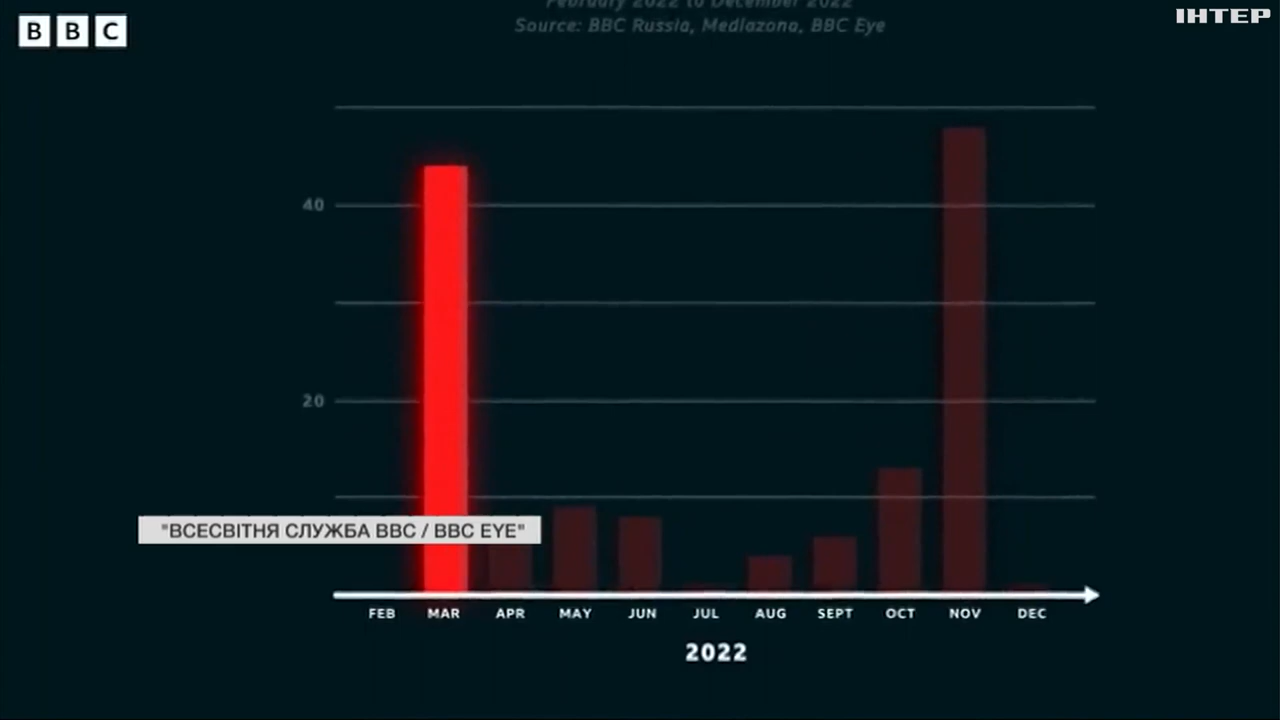 February 2022 to December 2022
BBC
ІНТЕР
Source: BBC Russia, Mediazona, BBC Eye
40
20
"ВСЕСВІТНЯ СЛУЖБА BBC / BBC EYE"
FEB MAR APR MAY JUN JUL AUG SEPT OCT NOV DEC
2022